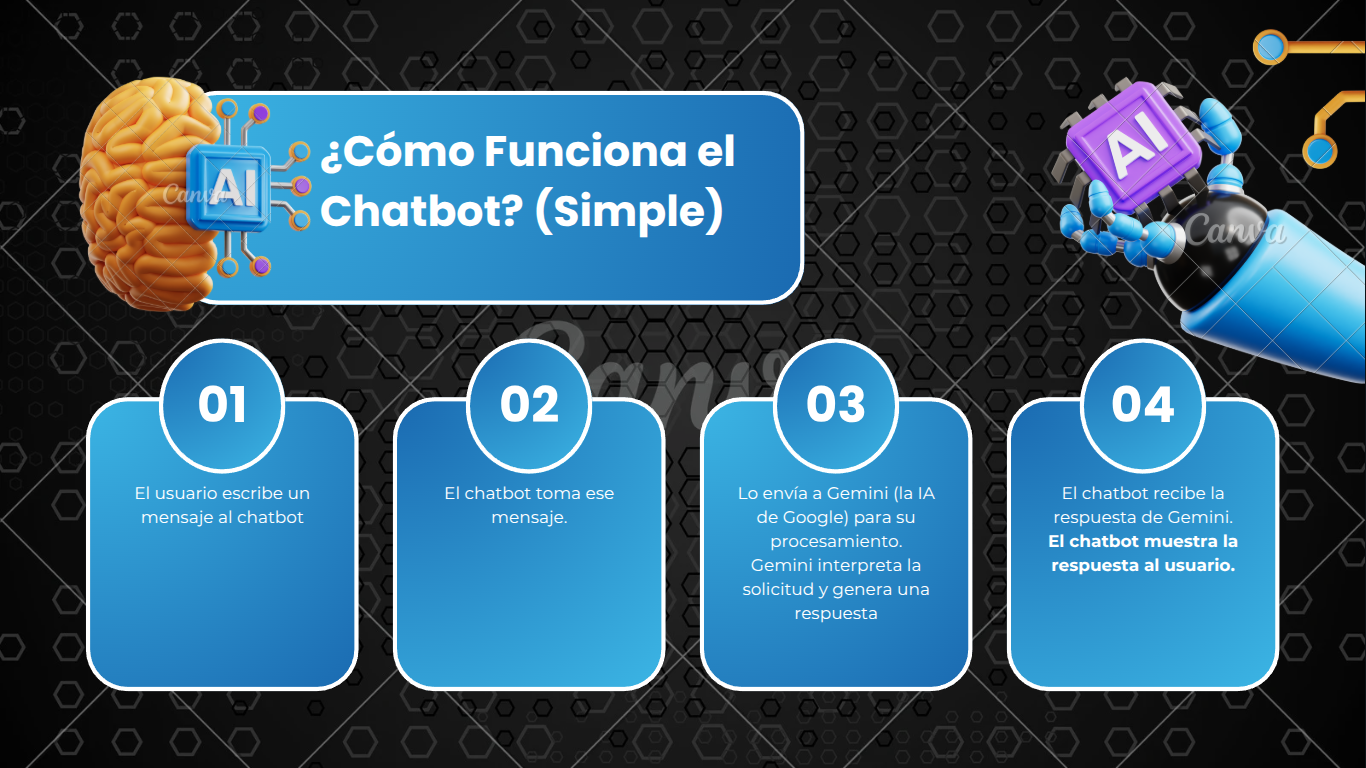 ¿Cómo Funciona el
Chatbot? (Simple)
AI
Canva
AI
Canva
Canva
01
El usuario escribe un
mensaje al chatbot
02
El chatbot toma ese
mensaje.
03
Lo envía a Gemini (la IA
de Google) para su
procesamiento.
Gemini interpreta la
solicitud y genera una
respuesta
04
El chatbot recibe la
respuesta de Gemini.
El chatbot muestra la
respuesta al usuario.